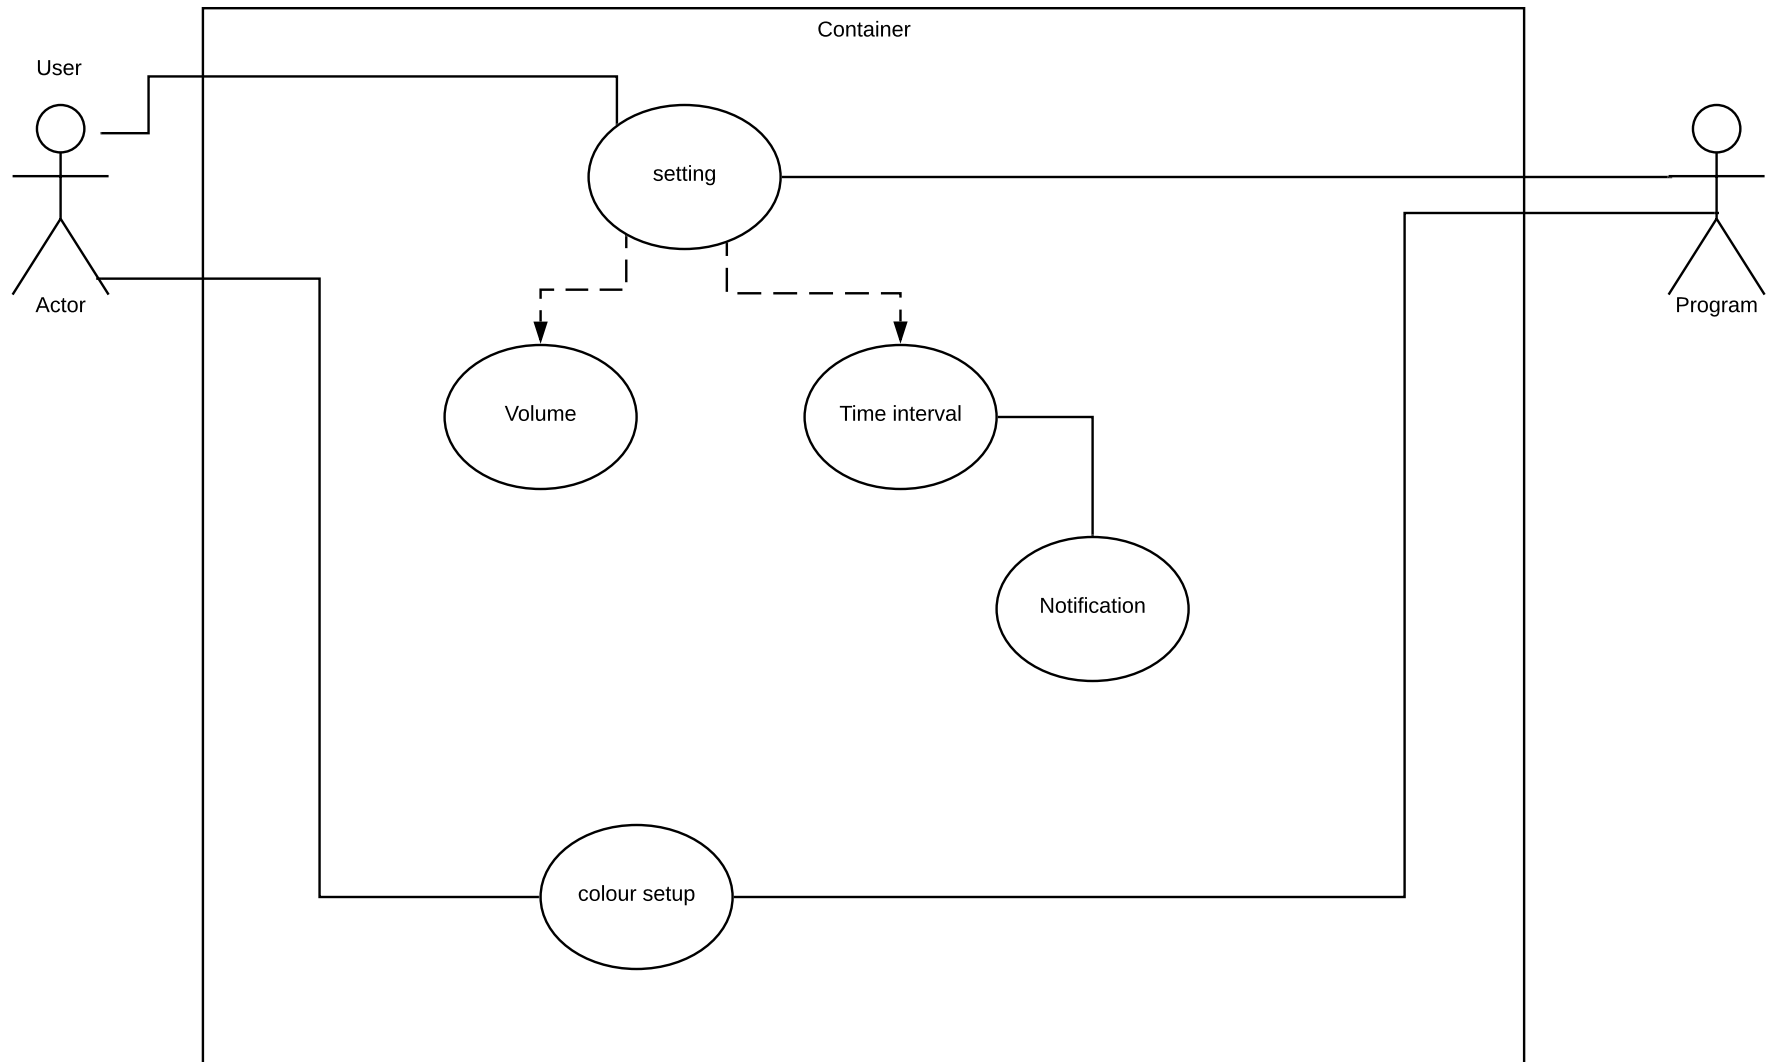 Container
User
setting
Actor
Program
Volume
Time interval
Notification
colour setup